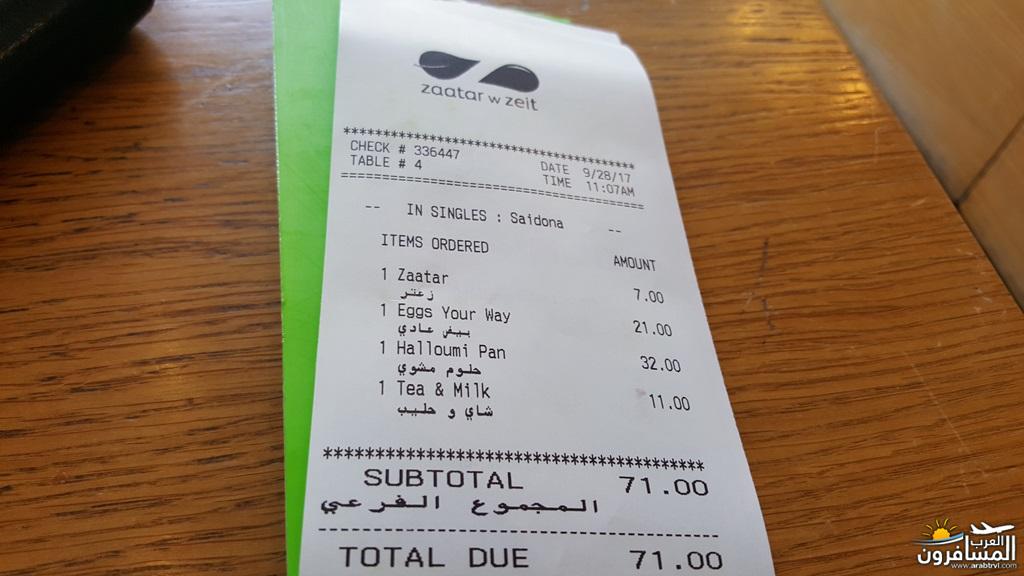 zaatar w zeit
****************************************
CHECK # 336447 DATE 9/28/17
TABLE # 4 TIME 11:07AM
========================================
-- IN SINGLES : Saidona --
ITEMS ORDERED AMOUNT
1 Zaatar 7.00
زعتر
1 Eggs Your Way 21.00
بيض عادي
1 Halloumi Pan 32.00
حلوم مشوي
1 Tea & Milk 11.00
شاي و حليب
****************************************
SUBTOTAL 71.00
المجموع الفرعي
----------------------------------------
TOTAL DUE 71.00
العرب
المسافرون
www.arabtrvl.com